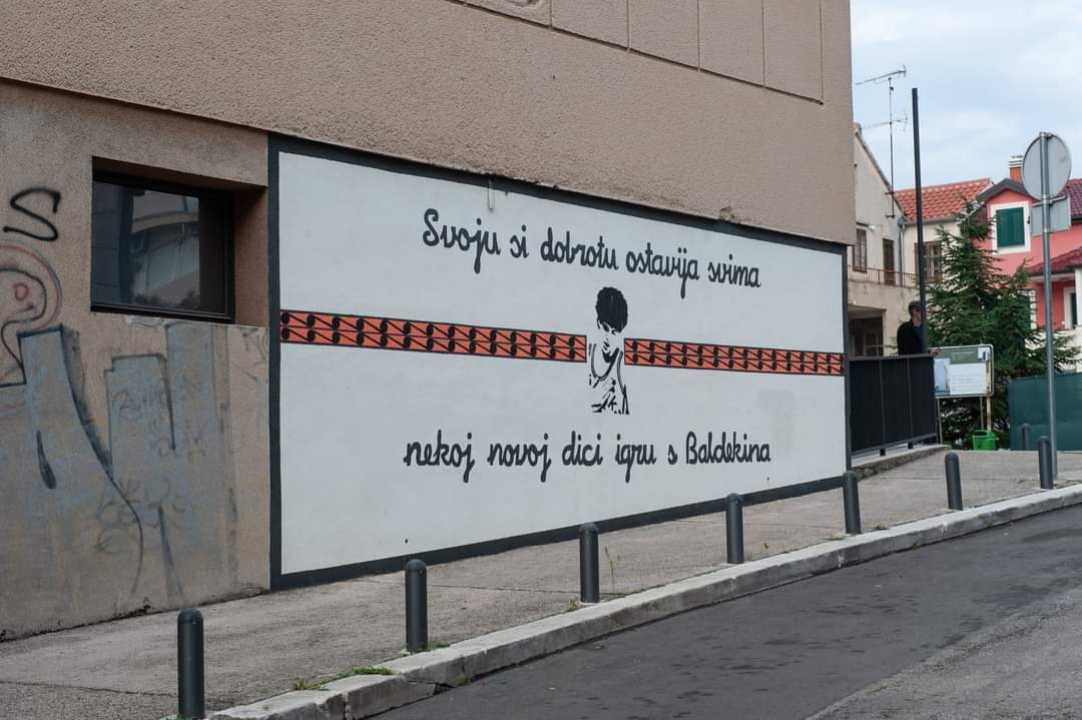 Svoju si dobrotu ostavija svima
nekoj novoj dici igru s Baldekina